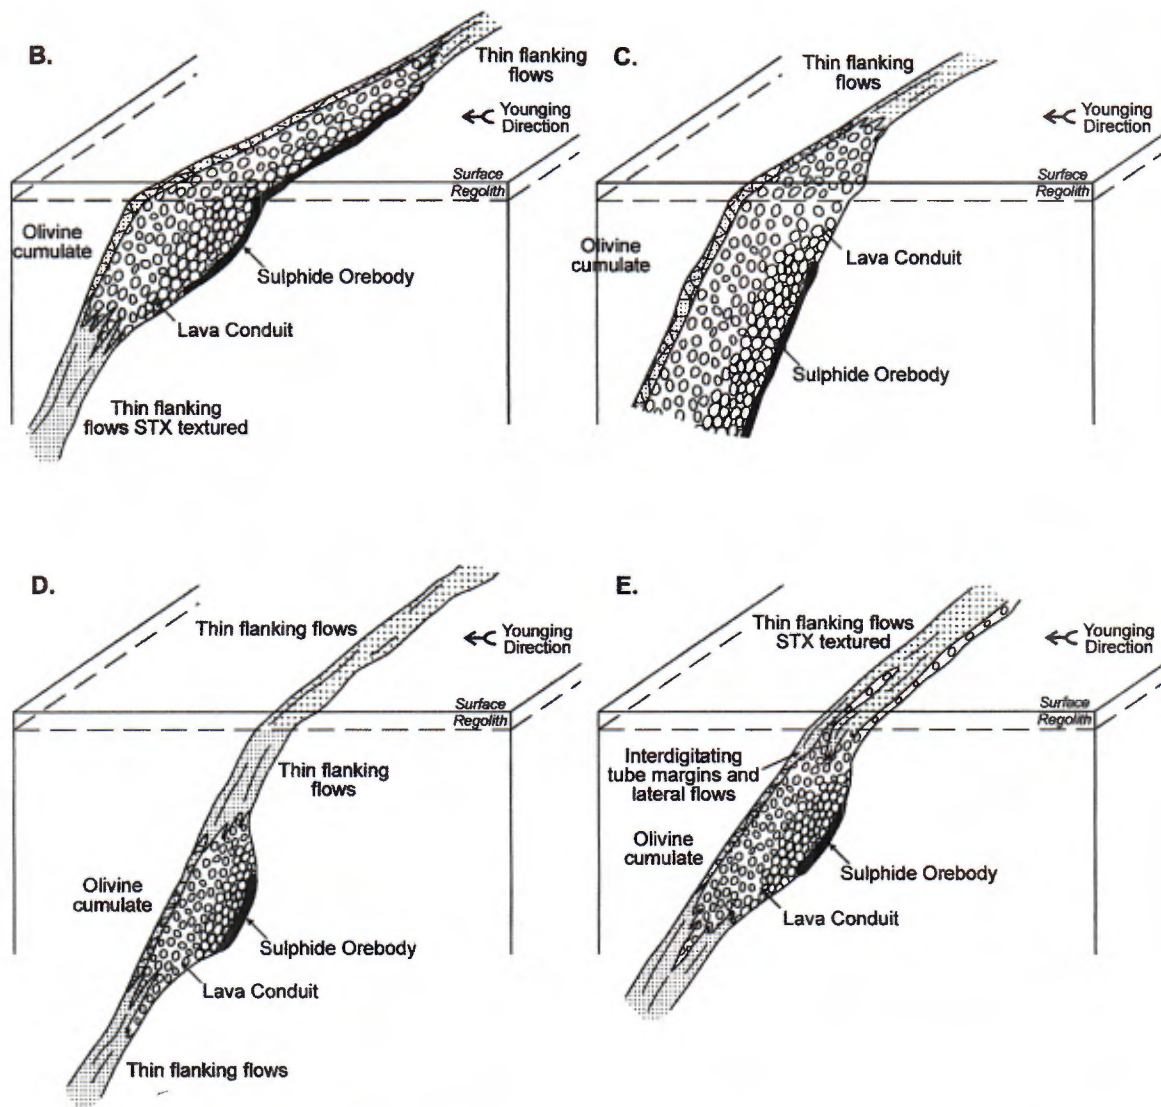 B.
Thin flanking
flows
Younging
Direction
Surface
Regolith
Olivine
cumulate
Sulphide Orebody
Lava Conduit
Thin flanking
flows STX textured
C.
Thin flanking
flows
Younging
Direction
Surface
Regolith
Olivine
cumulate
Lava Conduit
Sulphide Orebody
D.
Thin flanking flows
Younging
Direction
Surface
Regolith
Thin flanking
flows
Olivine
cumulate
Sulphide Orebody
Lava Conduit
Thin flanking flows
E.
Thin flanking flows
STX textured
Younging
Direction
Surface
Regolith
Interdigitating
tube margins and
lateral flows
Olivine
cumulate
Sulphide Orebody
Lava Conduit